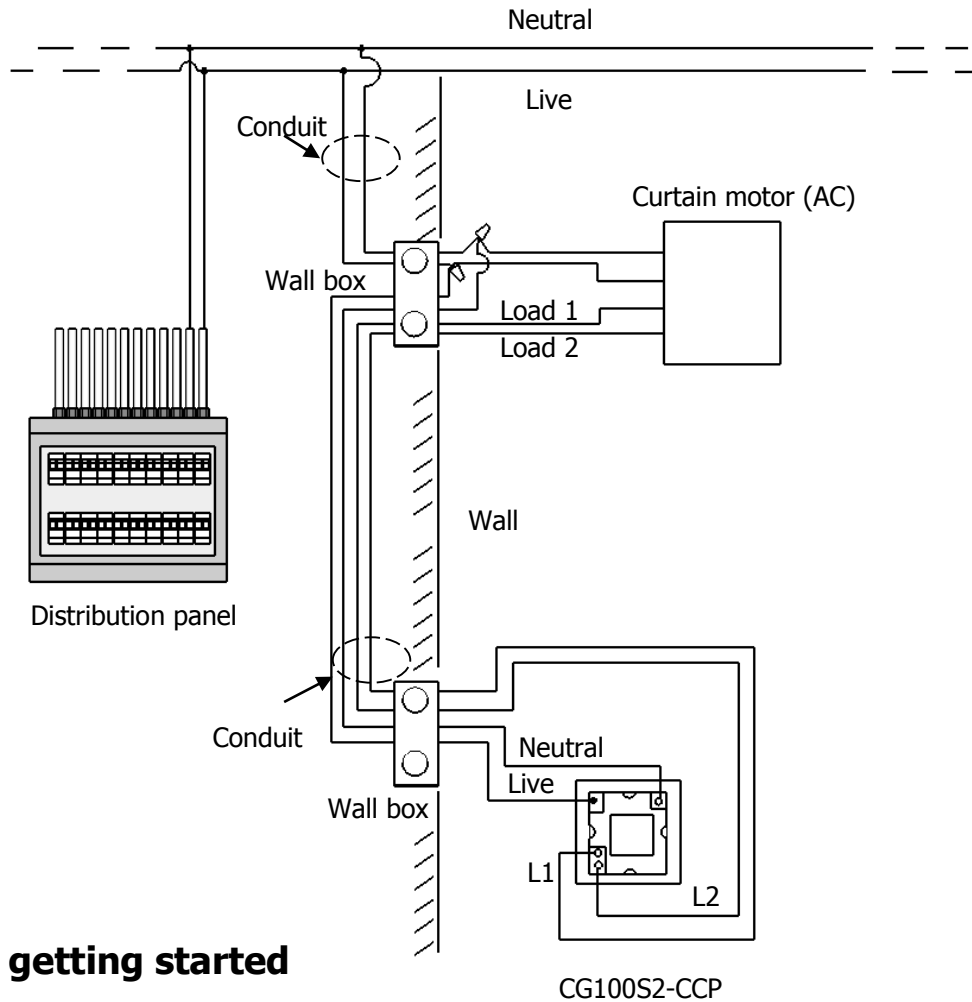 Neutral
Live
Conduit
Curtain motor (AC)
Wall box
Load 1
Load 2
Wall
Distribution panel
Conduit
Neutral
Live
Wall box
L1
L2
getting started
CG100S2-CCP